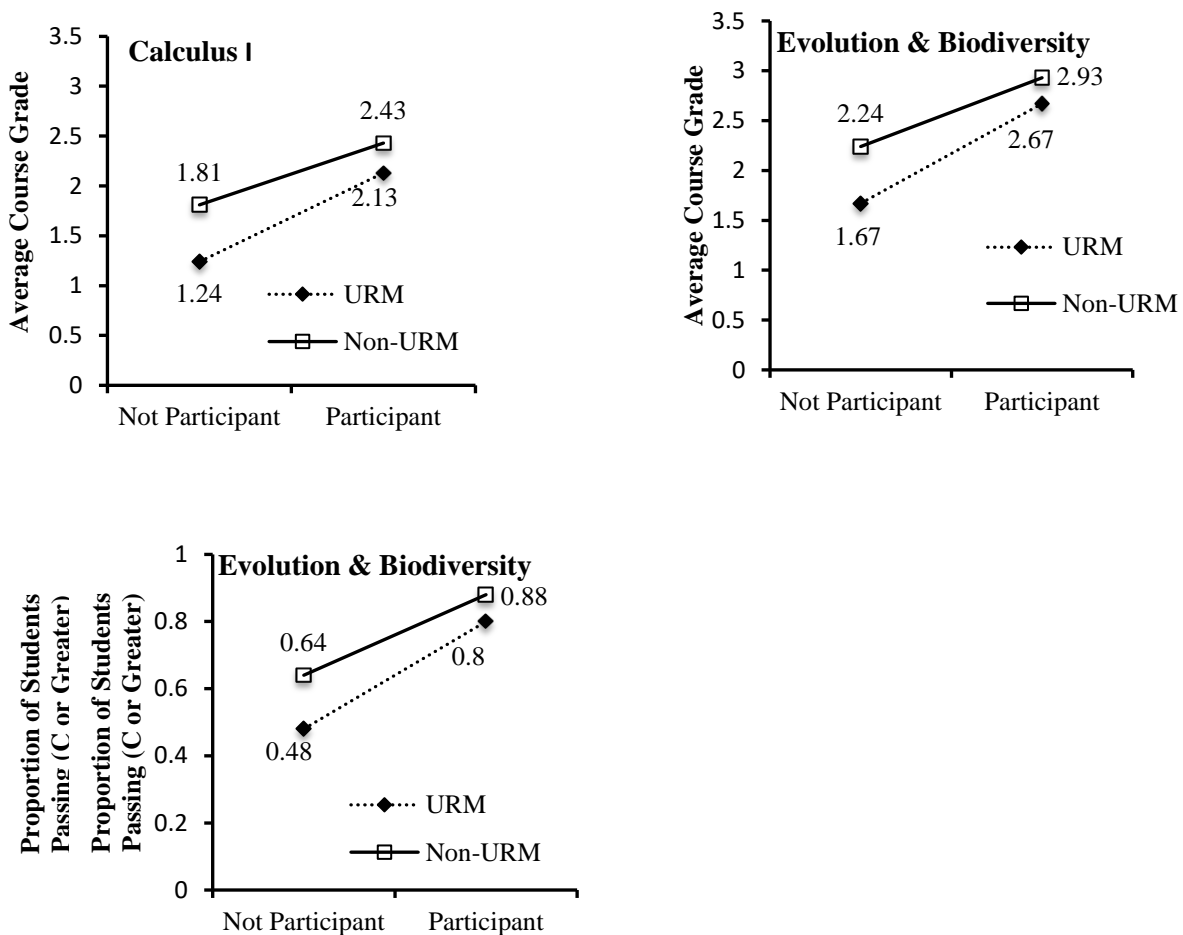 Calculus I
Average Course Grade
3.5
3
2.5
2
1.5
1
0.5
0
1.81
2.43
1.24
2.13
URM
Non-URM
Not Participant
Participant
Evolution & Biodiversity
Average Course Grade
3.5
3
2.5
2
1.5
1
0.5
0
2.24
2.93
1.67
2.67
URM
Non-URM
Not Participant
Participant
Evolution & Biodiversity
Proportion of Students
Passing (C or Greater)
Proportion of Students
Passing (C or Greater)
1
0.8
0.6
0.4
0.2
0
0.64
0.88
0.48
0.8
URM
Non-URM
Not Participant
Participant